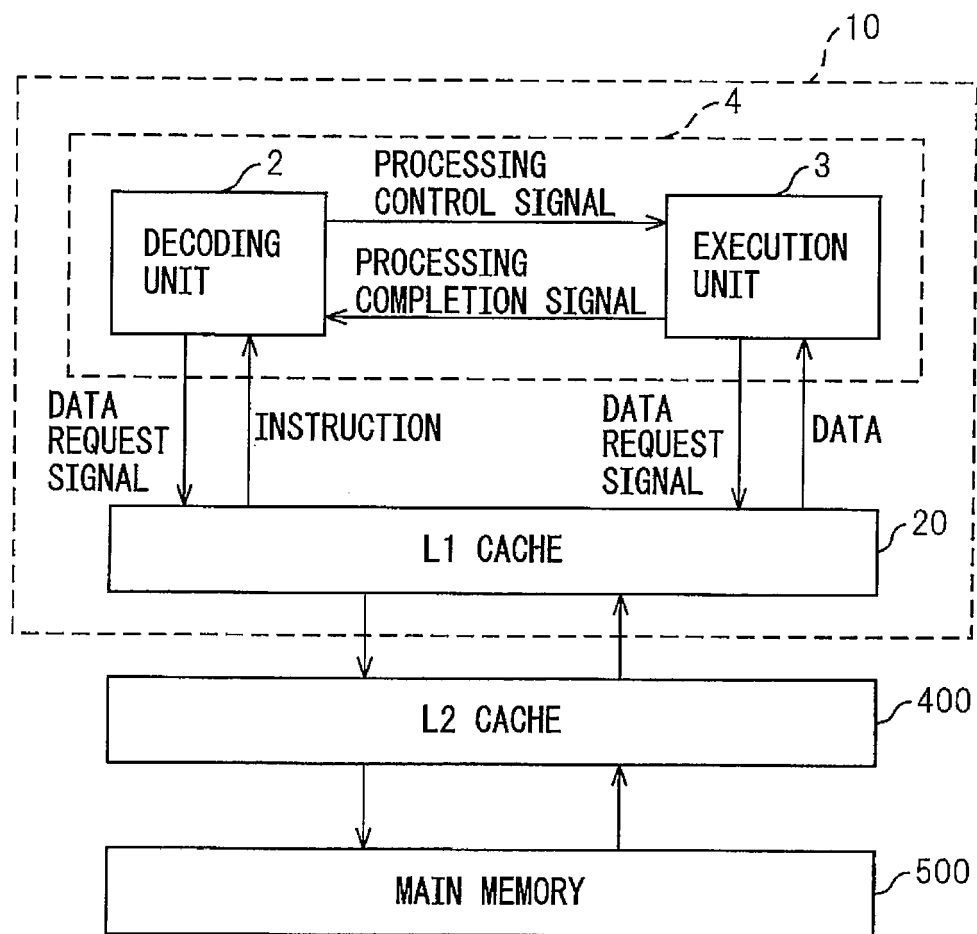 10
4
2
PROCESSING
CONTROL SIGNAL
3
DECODING
UNIT
PROCESSING
COMPLETION SIGNAL
EXECUTION
UNIT
DATA
REQUEST
SIGNAL
INSTRUCTION
DATA
REQUEST
SIGNAL
DATA
L1 CACHE
20
L2 CACHE
400
MAIN MEMORY
500